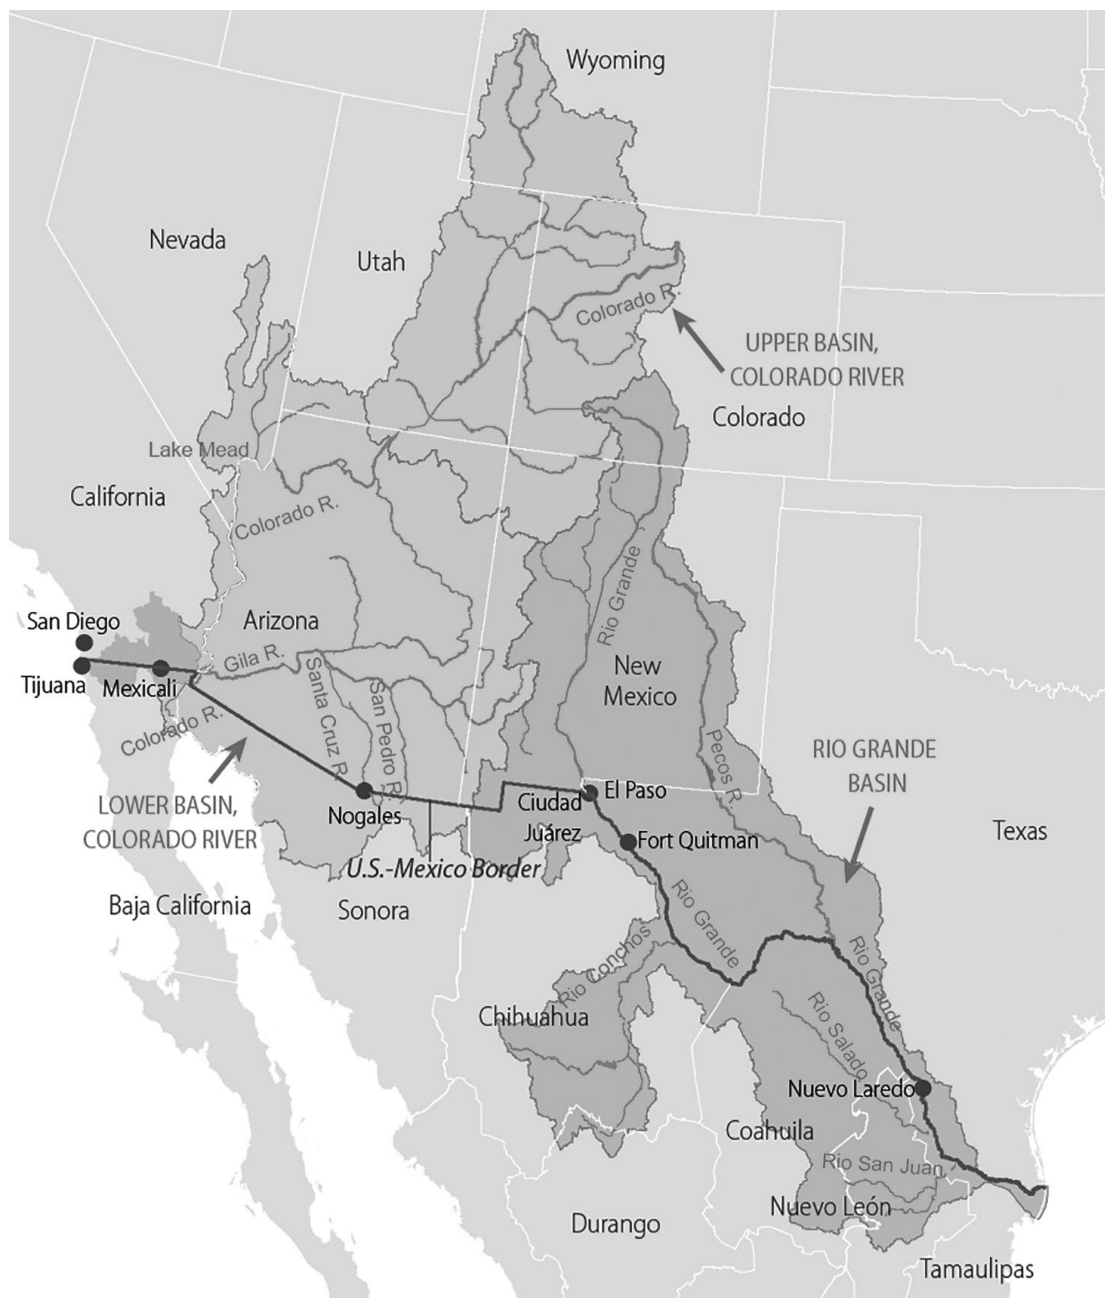 Wyoming
Nevada
Utah
Colorado R.
UPPER BASIN,
COLORADO RIVER
Colorado
Lake Mead
California
Colorado R.
Rio Grande
San Diego
Arizona
Gila R.
New
Mexico
Tijuana
Mexicali
Santa Cruz R.
San Pedro R.
Colorado R.
Pecos R.
RIO GRANDE
BASIN
LOWER BASIN,
COLORADO RIVER
Nogales
Ciudad
Juárez
El Paso
Fort Quitman
Texas
U.S.-Mexico Border
Baja California
Sonora
Rio Grande
Rio Conchos
Rio Grande
Chihuahua
Rio Salado
Nuevo Laredo
Coahuila
Rio San Juan
Nuevo León
Durango
Tamaulipas